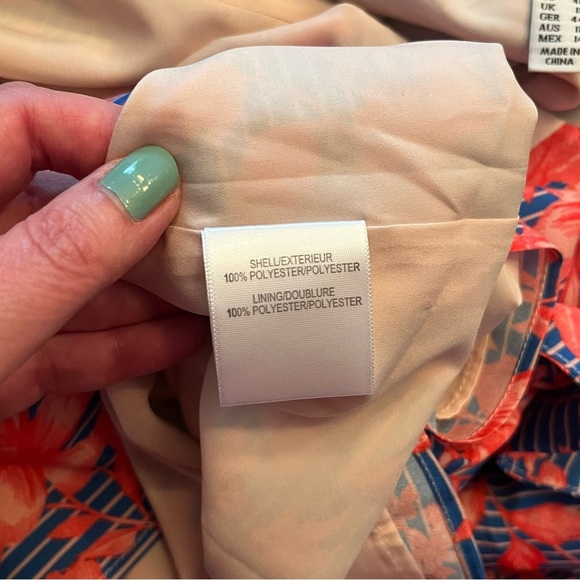 UK
GER
AUS
MEX
MADE IN
CHINA
SHELL/EXTERIEUR
100% POLYESTER/POLYESTER
LINING/DOUBLURE
100% POLYESTER/POLYESTER